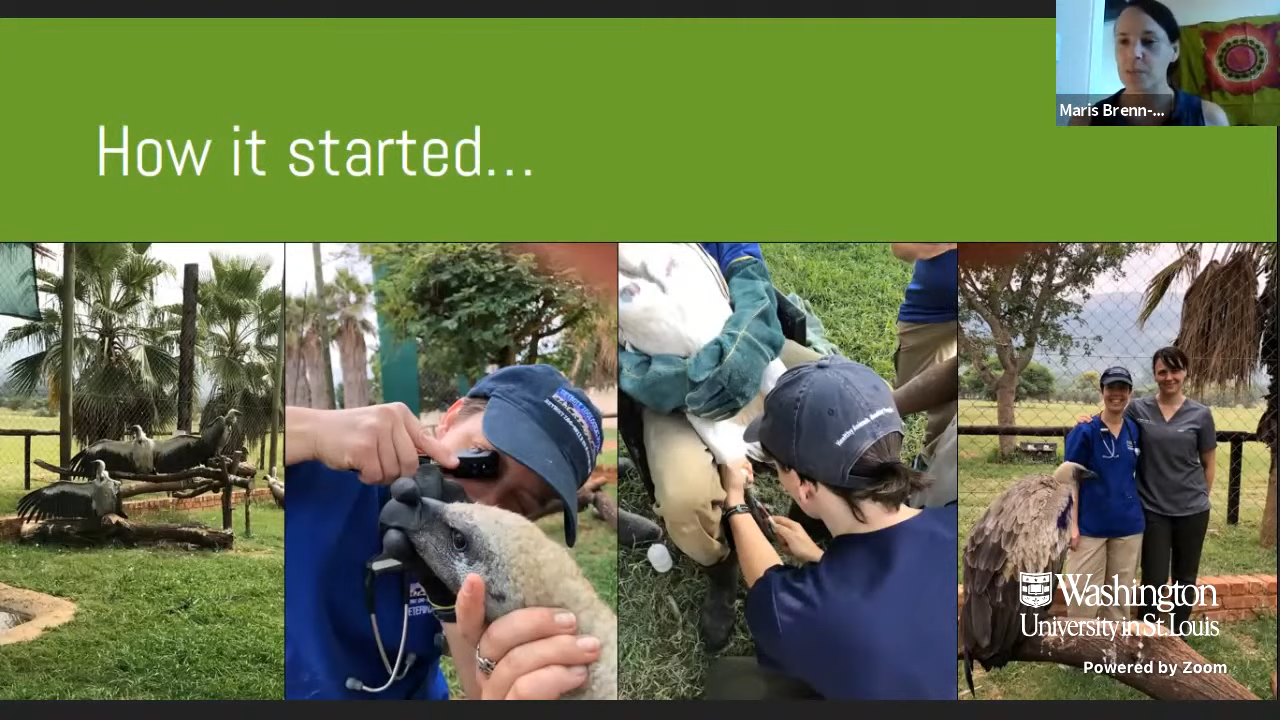 How it started...
Maris Brenn-...
Washington
University in St. Louis
Powered by Zoom